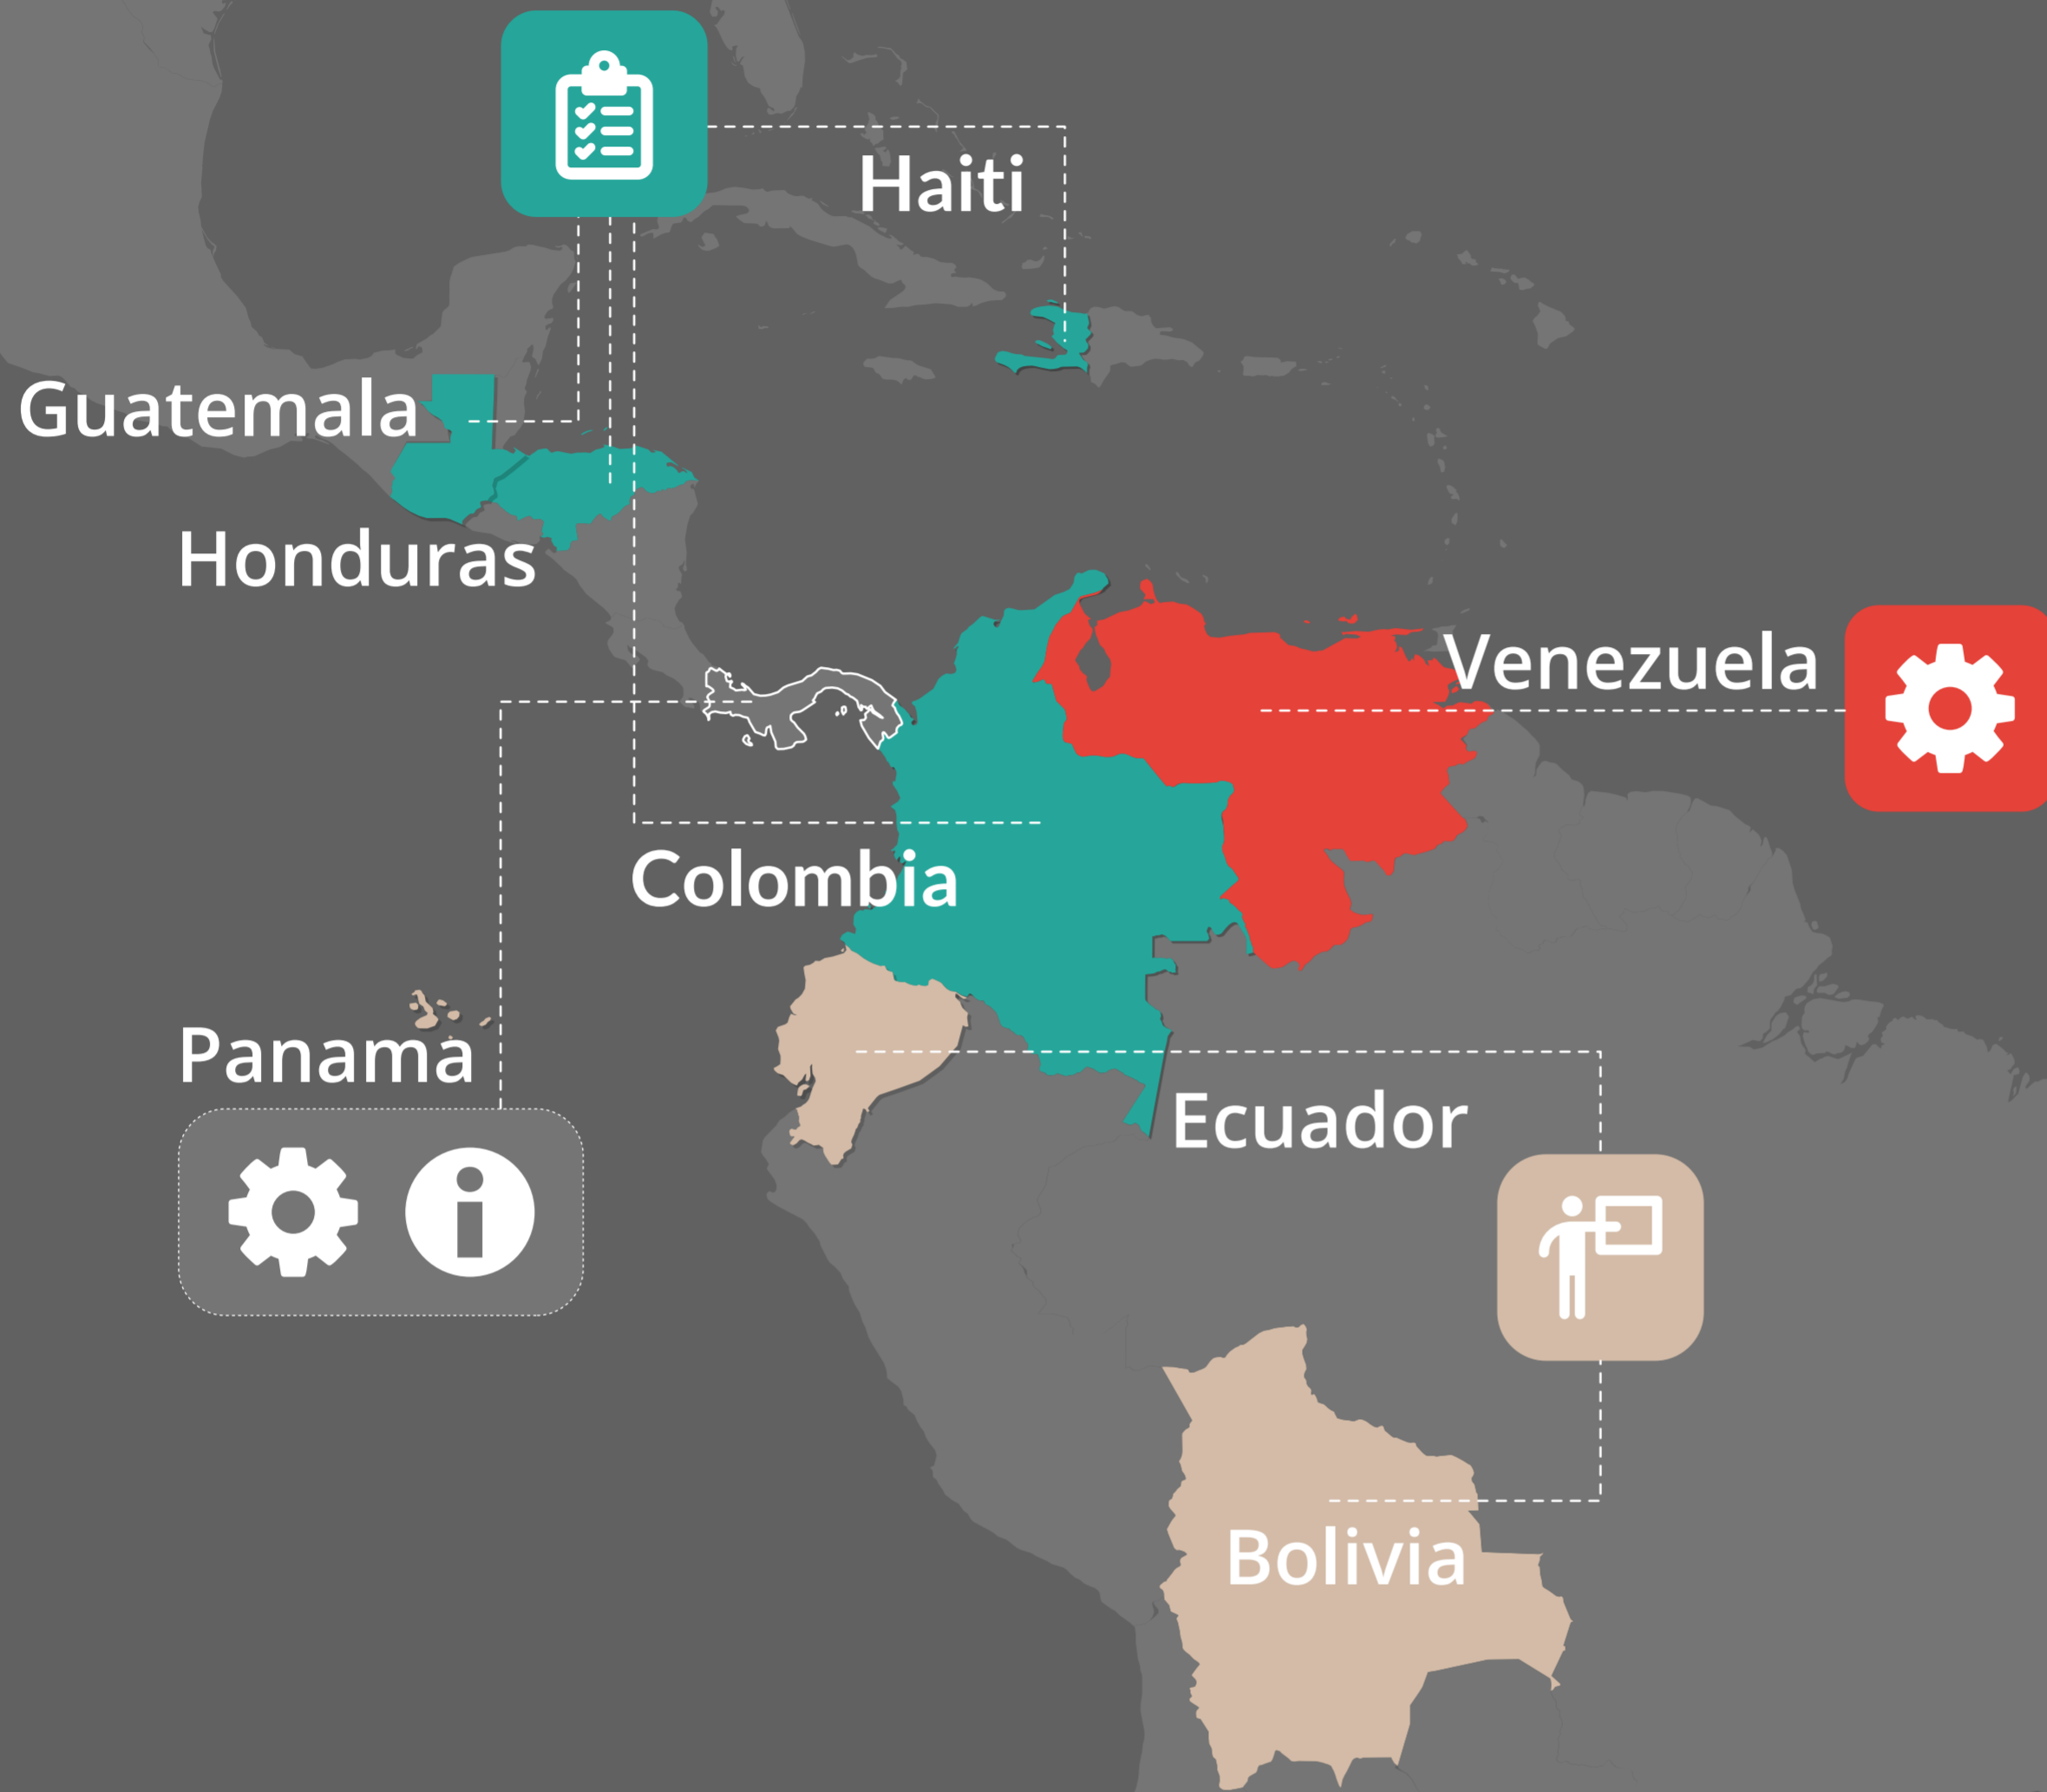 Haiti
Guatemala
Honduras
Venezuela
Colombia
Panama
Ecuador
Bolivia